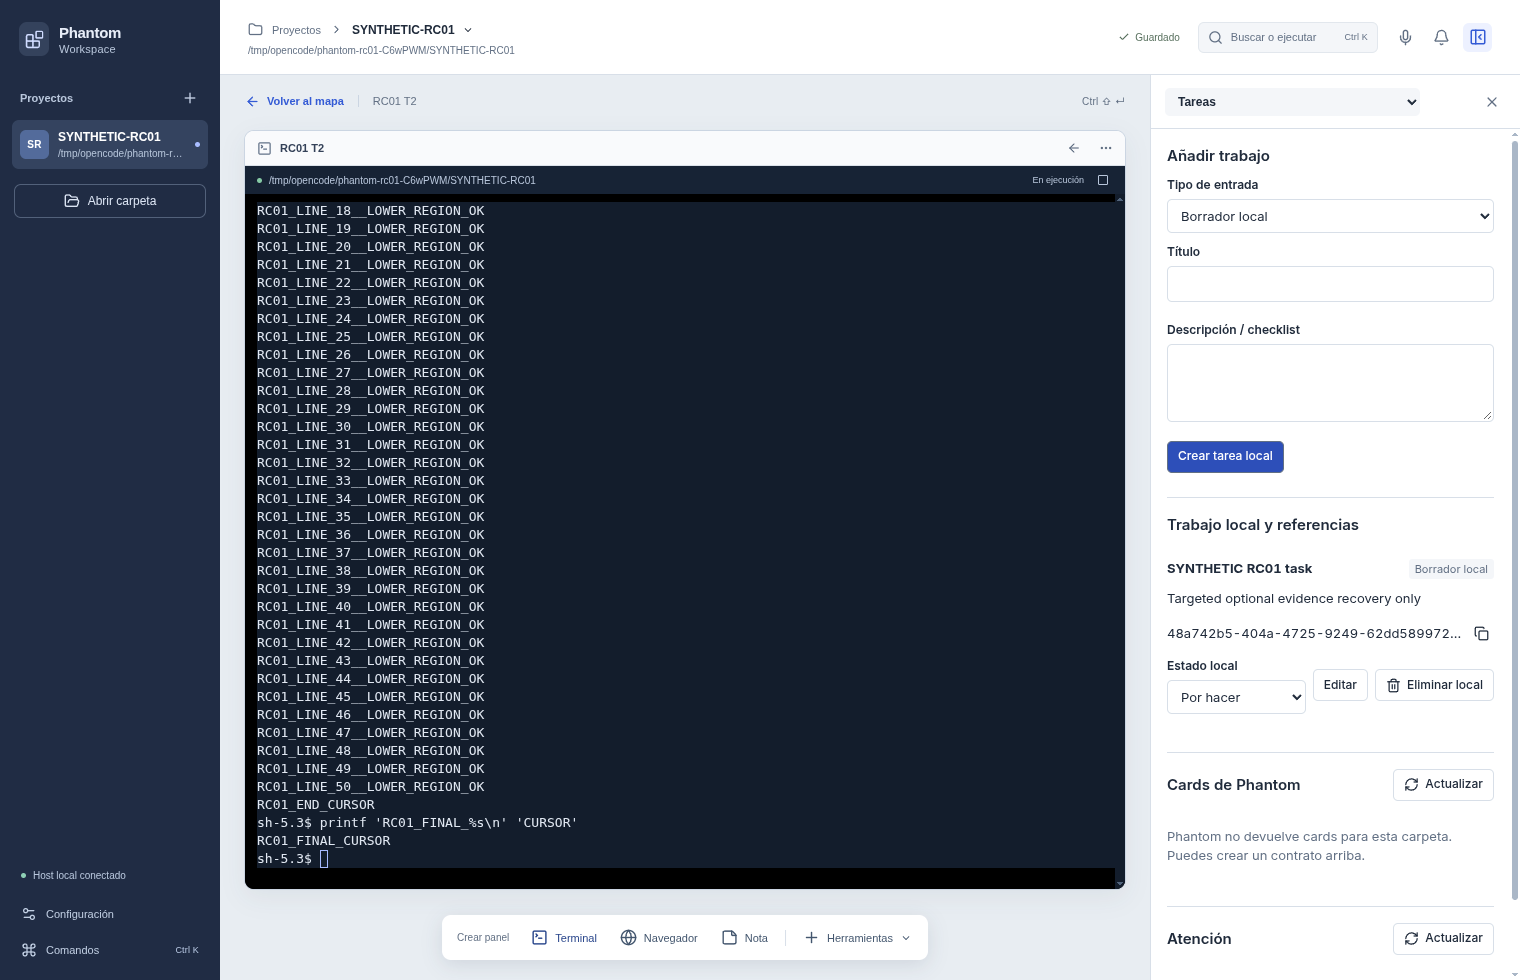 Phantom
Workspace
Proyectos
SR
SYNTHETIC-RC01
/tmp/opencode/phantom-r...
Abrir carpeta
Host local conectado
Configuración
Comandos
Ctrl K
Proyectos
SYNTHETIC-RC01
/tmp/opencode/phantom-rc01-C6wPWM/SYNTHETIC-RC01
Guardado
Buscar o ejecutar
Ctrl K
Volver al mapa
RC01 T2
Ctrl ⇧ ↵
RC01 T2
/tmp/opencode/phantom-rc01-C6wPWM/SYNTHETIC-RC01
En ejecución
RC01_LINE_18__LOWER_REGION_OK
RC01_LINE_19__LOWER_REGION_OK
RC01_LINE_20__LOWER_REGION_OK
RC01_LINE_21__LOWER_REGION_OK
RC01_LINE_22__LOWER_REGION_OK
RC01_LINE_23__LOWER_REGION_OK
RC01_LINE_24__LOWER_REGION_OK
RC01_LINE_25__LOWER_REGION_OK
RC01_LINE_26__LOWER_REGION_OK
RC01_LINE_27__LOWER_REGION_OK
RC01_LINE_28__LOWER_REGION_OK
RC01_LINE_29__LOWER_REGION_OK
RC01_LINE_30__LOWER_REGION_OK
RC01_LINE_31__LOWER_REGION_OK
RC01_LINE_32__LOWER_REGION_OK
RC01_LINE_33__LOWER_REGION_OK
RC01_LINE_34__LOWER_REGION_OK
RC01_LINE_35__LOWER_REGION_OK
RC01_LINE_36__LOWER_REGION_OK
RC01_LINE_37__LOWER_REGION_OK
RC01_LINE_38__LOWER_REGION_OK
RC01_LINE_39__LOWER_REGION_OK
RC01_LINE_40__LOWER_REGION_OK
RC01_LINE_41__LOWER_REGION_OK
RC01_LINE_42__LOWER_REGION_OK
RC01_LINE_43__LOWER_REGION_OK
RC01_LINE_44__LOWER_REGION_OK
RC01_LINE_45__LOWER_REGION_OK
RC01_LINE_46__LOWER_REGION_OK
RC01_LINE_47__LOWER_REGION_OK
RC01_LINE_48__LOWER_REGION_OK
RC01_LINE_49__LOWER_REGION_OK
RC01_LINE_50__LOWER_REGION_OK
RC01_END_CURSOR
sh-5.3$ printf 'RC01_FINAL_%s\n' 'CURSOR'
RC01_FINAL_CURSOR
sh-5.3$
Crear panel
Terminal
Navegador
Nota
Herramientas
Tareas
Añadir trabajo
Tipo de entrada
Borrador local
Título
Descripción / checklist
Crear tarea local
Trabajo local y referencias
SYNTHETIC RC01 task
Borrador local
Targeted optional evidence recovery only
48a742b5-404a-4725-9249-62dd589972...
Estado local
Por hacer
Editar
Eliminar local
Cards de Phantom
Actualizar
Phantom no devuelve cards para esta carpeta.
Puedes crear un contrato arriba.
Atención
Actualizar